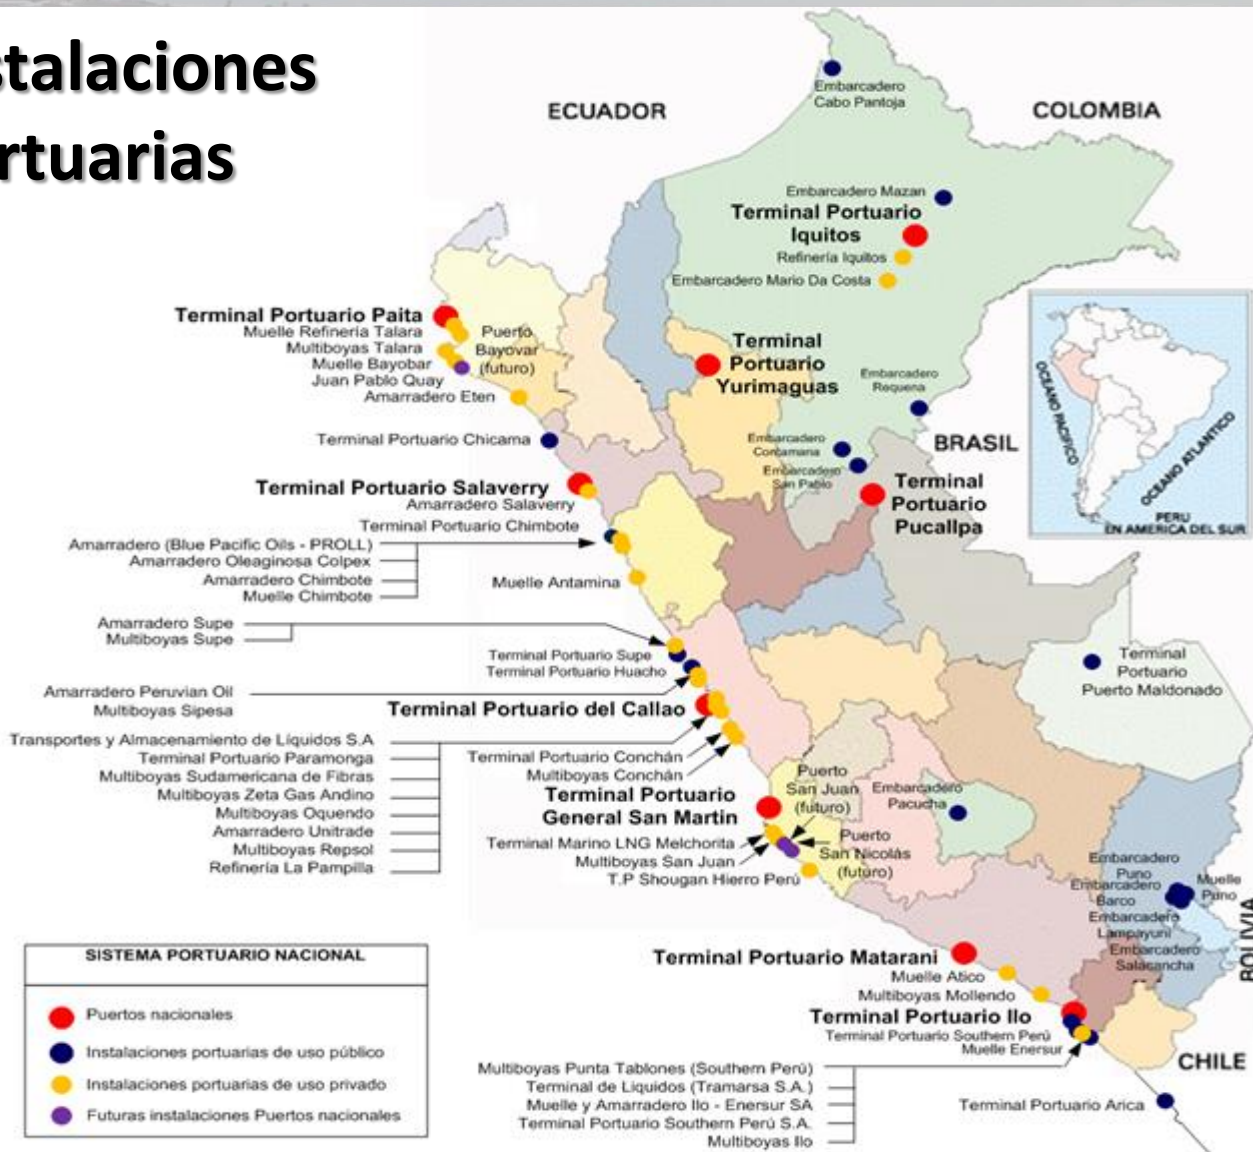 stalaciones
ortuarias
ECUADOR
COLOMBIA
Embarcadero
Cabo Pantoja
Embarcadero Mazan
Terminal Portuario
Iquitos
Refinería Iquitos
Embarcadero Mario Da Costa
Terminal Portuario Paita
Muelle Refinería Talara
Multiboyas Talara
Muelle Bayobar
Juan Pablo Quay
Amarradero Eten
Puerto
Bayovar
(futuro)
Terminal
Portuario
Yurimaguas
Embarcadero
Requena
OCEANO PACIFICO
OCEANO ATLANTICO
PERU
EN AMERICA DEL SUR
BRASIL
Terminal Portuario Chicama
Embarcadero
Contamana
Embarcadero
San Pablo
Terminal
Portuario
Pucallpa
Terminal Portuario Salaverry
Amarradero Salaverry
Terminal Portuario Chimbote
Amarradero (Blue Pacific Oils - PROLL)
Amarradero Oleaginosa Colpex
Amarradero Chimbote
Muelle Chimbote
Muelle Antamina
Amarradero Supe
Multiboyas Supe
Terminal Portuario Supe
Terminal Portuario Huacho
Amarradero Peruvian Oil
Multiboyas Sipesa
Terminal Portuario del Callao
Terminal
Portuario
Puerto Maldonado
Transportes y Almacenamiento de Líquidos S.A
Terminal Portuario Paramonga
Multiboyas Sudamericana de Fibras
Multiboyas Zeta Gas Andino
Multiboyas Oquendo
Amarradero Unitrade
Multiboyas Repsol
Refinería La Pampilla
Terminal Portuario Conchán
Multiboyas Conchán
Terminal Portuario
General San Martin
Terminal Marino LNG Melchorita
Multiboyas San Juan
T.P Shougan Hierro Perú
Puerto
San Juan
(futuro)
Puerto
San Nicolás
(futuro)
Embarcadero
Pacucha
Embarcadero
Puno
Embarcadero
Barco
Muelle
Puno
Embarcadero
Lampayuni
Embarcadero
Salacancha
BOLIVIA
Terminal Portuario Matarani
Muelle Atico
Multiboyas Mollendo
Terminal Portuario Ilo
Terminal Portuario Southern Perú
Muelle Enersur
CHILE
Multiboyas Punta Tablones (Southern Perú)
Terminal de Liquidos (Tramarsa S.A.)
Muelle y Amarradero Ilo - Enersur SA
Terminal Portuario Southern Perú S.A.
Multiboyas Ilo
Terminal Portuario Arica
SISTEMA PORTUARIO NACIONAL
Puertos nacionales
Instalaciones portuarias de uso público
Instalaciones portuarias de uso privado
Futuras instalaciones Puertos nacionales